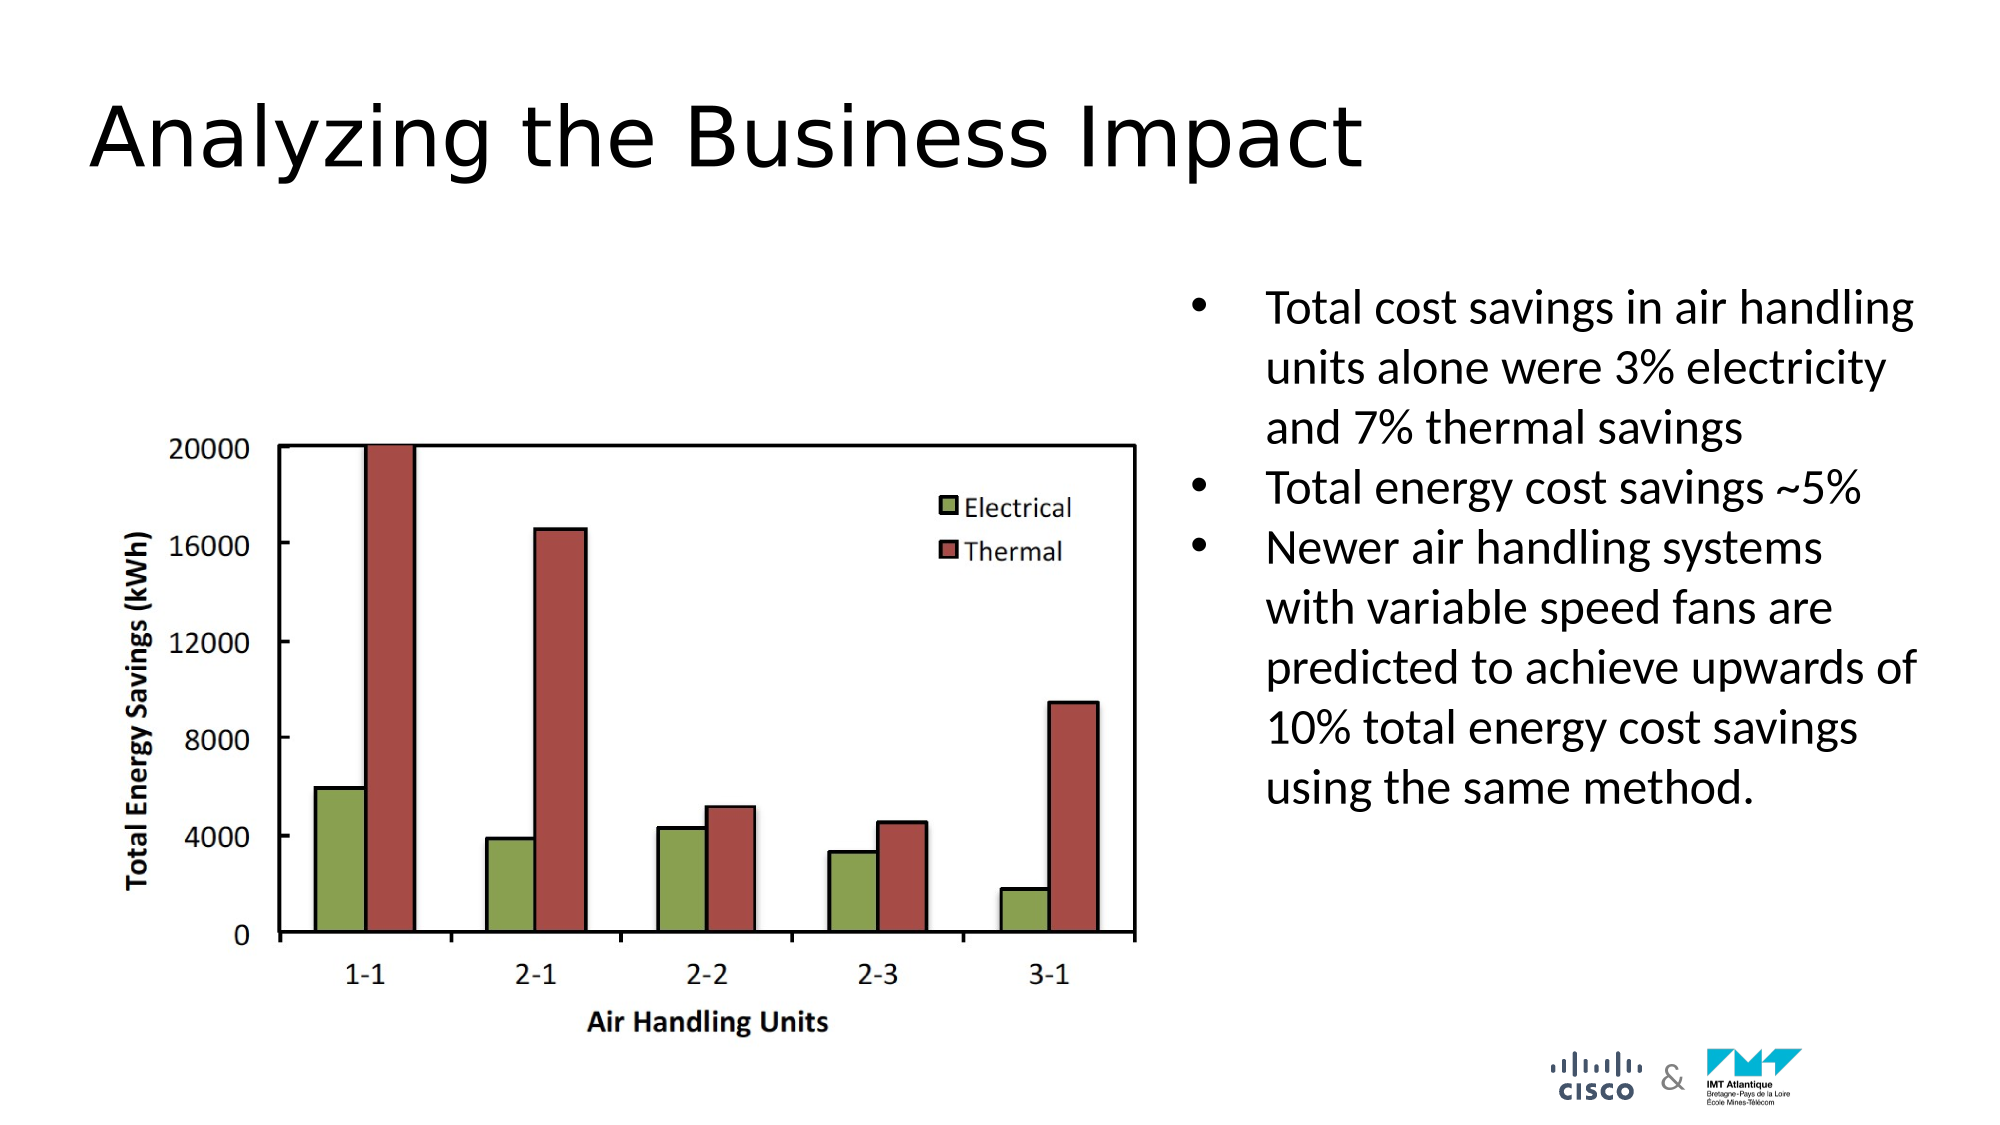 Analyzing the Business Impact
• Total cost savings in air handling
units alone were 3% electricity
and 7% thermal savings
• Total energy cost savings ~5%
• Newer air handling systems
with variable speed fans are
predicted to achieve upwards of
10% total energy cost savings
using the same method.
Total Energy Savings (kWh)
20000
16000
12000
8000
4000
0
Electrical
Thermal
1-1 2-1 2-2 2-3 3-1
Air Handling Units
CISCO & IMT Atlantique
Bretagne-Pays de la Loire
École Mines-Télécom